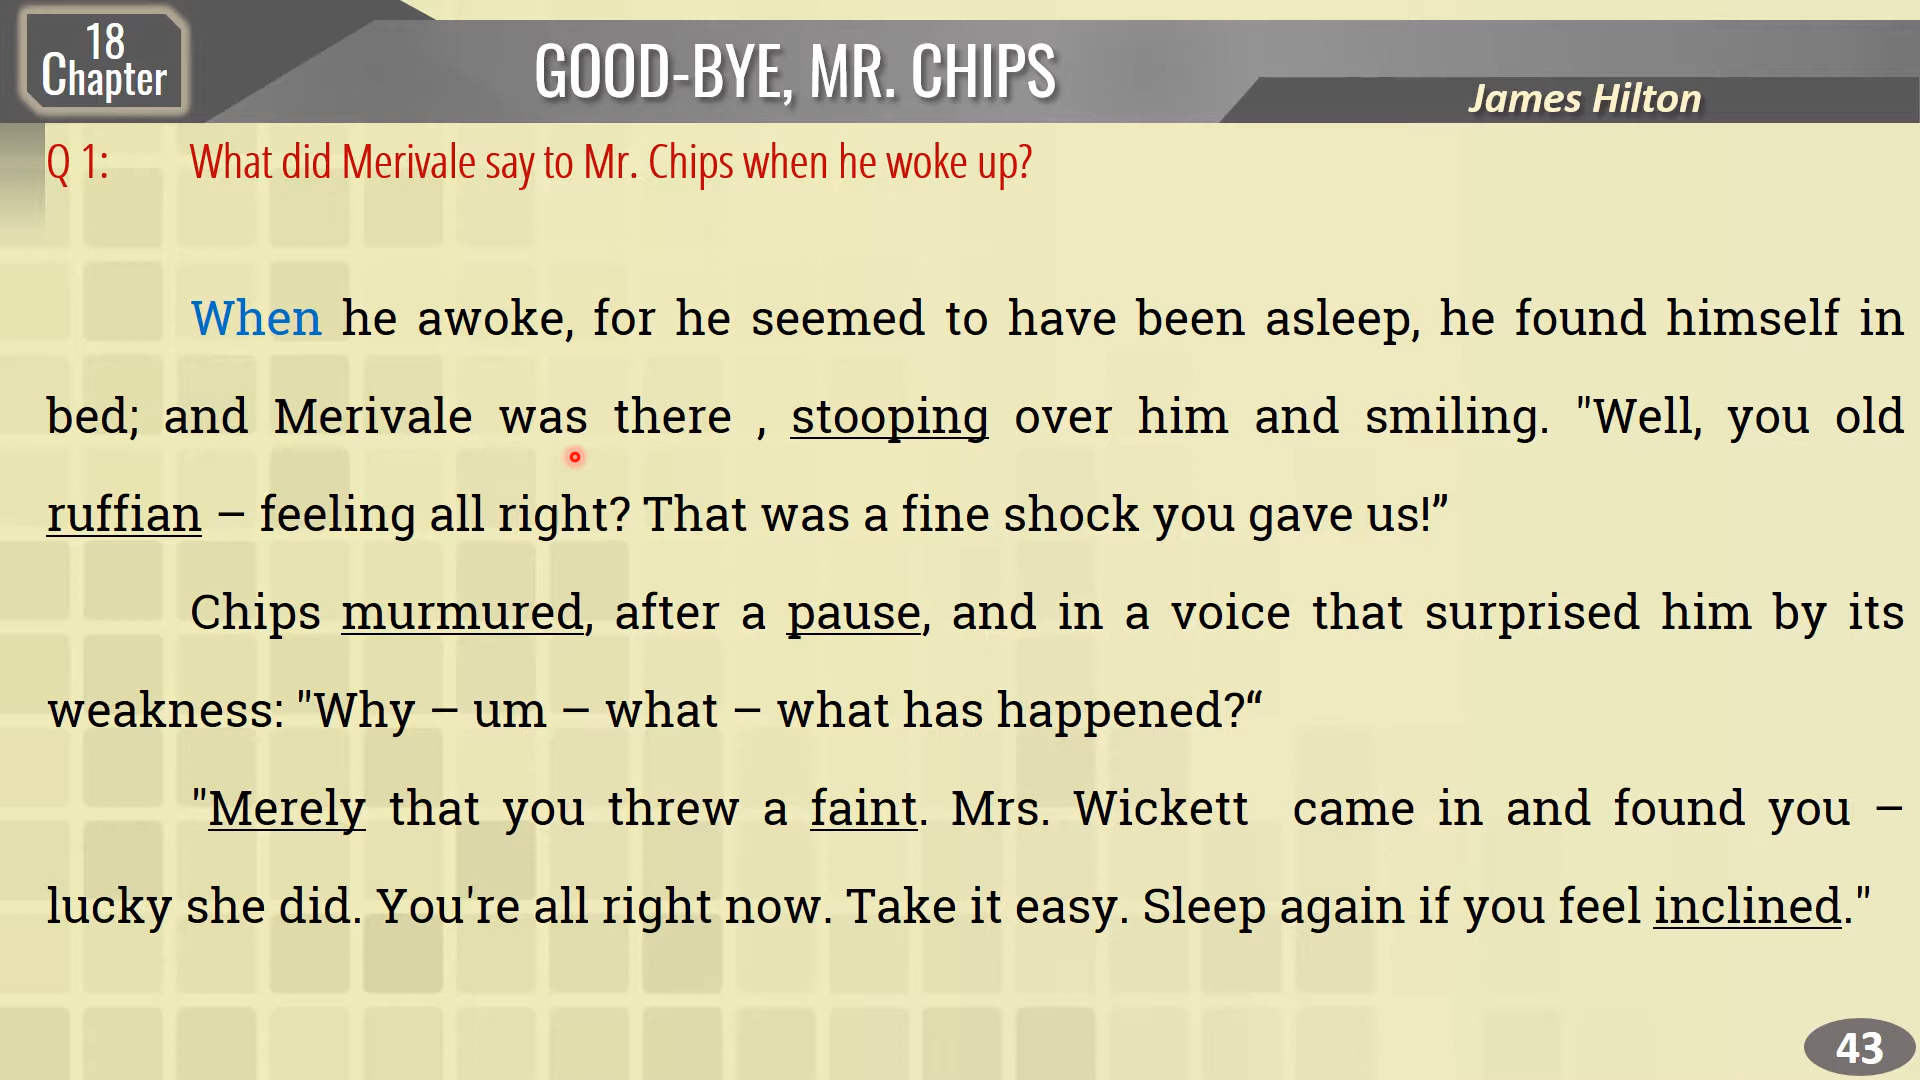 18
Chapter
GOOD-BYE, MR. CHIPS
James Hilton
Q 1: What did Merivale say to Mr. Chips when he woke up?
When he awoke, for he seemed to have been asleep, he found himself in
bed; and Merivale was there , stooping over him and smiling. "Well, you old
ruffian – feeling all right? That was a fine shock you gave us!”
Chips murmured, after a pause, and in a voice that surprised him by its
weakness: "Why – um – what – what has happened?“
"Merely that you threw a faint. Mrs. Wickett came in and found you –
lucky she did. You're all right now. Take it easy. Sleep again if you feel inclined."
43